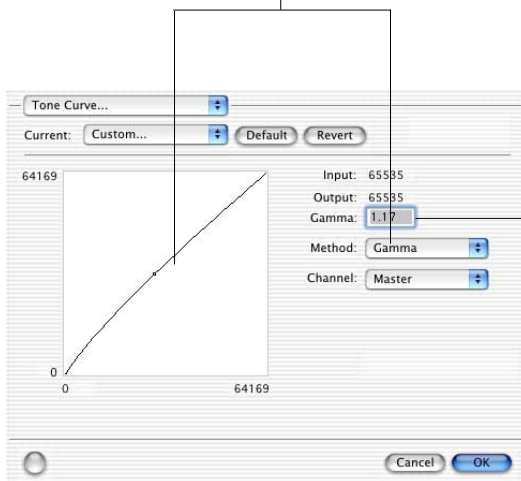 Tone Curve...
Current: Custom... Default Revert
64169
0
0 64169
Input: 65535
Output: 65535
Gamma: 1.17
Method: Gamma
Channel: Master
Cancel OK